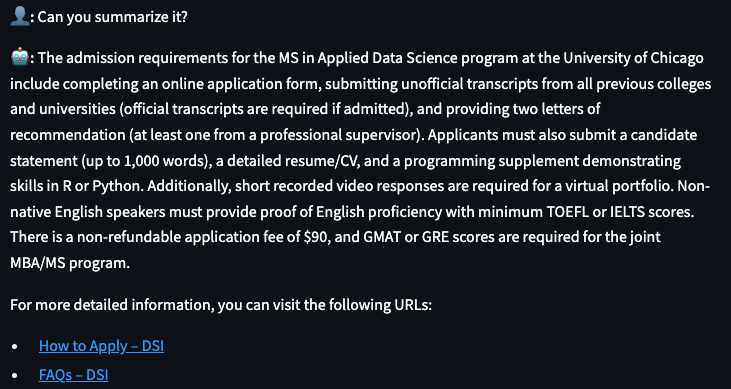 👤: Can you summarize it?
🤖: The admission requirements for the MS in Applied Data Science program at the University of Chicago
include completing an online application form, submitting unofficial transcripts from all previous colleges
and universities (official transcripts are required if admitted), and providing two letters of
recommendation (at least one from a professional supervisor). Applicants must also submit a candidate
statement (up to 1,000 words), a detailed resume/CV, and a programming supplement demonstrating
skills in R or Python. Additionally, short recorded video responses are required for a virtual portfolio. Non-
native English speakers must provide proof of English proficiency with minimum TOEFL or IELTS scores.
There is a non-refundable application fee of $90, and GMAT or GRE scores are required for the joint
MBA/MS program.
For more detailed information, you can visit the following URLs:
• How to Apply – DSI
• FAQs – DSI